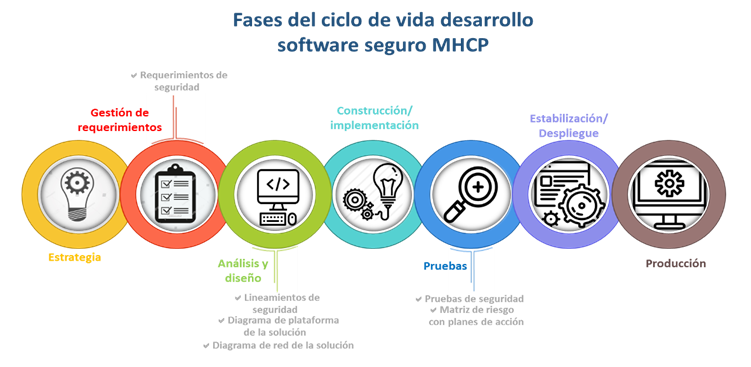 Fases del ciclo de vida desarrollo
software seguro MHCP
✔ Requerimientos de
seguridad
Gestión de
requerimientos
Construcción/
implementación
Estabilización/
Despliegue
</>
Estrategia
Análisis y
diseño
Pruebas
Producción
✔ Lineamientos de
seguridad
✔ Diagrama de plataforma
de la solución
✔ Diagrama de red de la solución
✔ Pruebas de seguridad
✔ Matriz de riesgo
con planes de acción